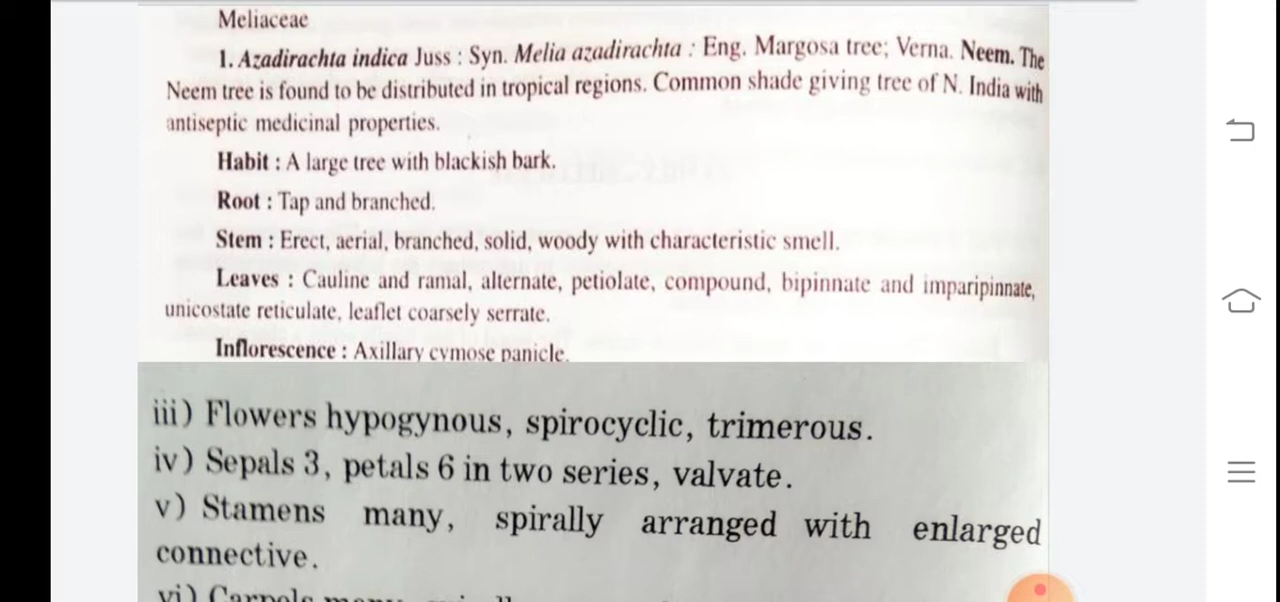 Meliaceae
1. Azadirachta indica Juss : Syn. Melia azadirachta : Eng. Margosa tree; Verna. Neem. The
Neem tree is found to be distributed in tropical regions. Common shade giving tree of N. India with
antiseptic medicinal properties.
Habit : A large tree with blackish bark.
Root : Tap and branched.
Stem : Erect, aerial, branched, solid, woody with characteristic smell.
Leaves : Cauline and ramal, alternate, petiolate, compound, bipinnate and imparipinnate,
unicostate reticulate, leaflet coarsely serrate.
Inflorescence : Axillary cymose panicle.
iii) Flowers hypogynous, spirocyclic, trimerous.
iv) Sepals 3, petals 6 in two series, valvate.
v) Stamens many, spirally arranged with enlarged
connective.
vi) Carpels many,